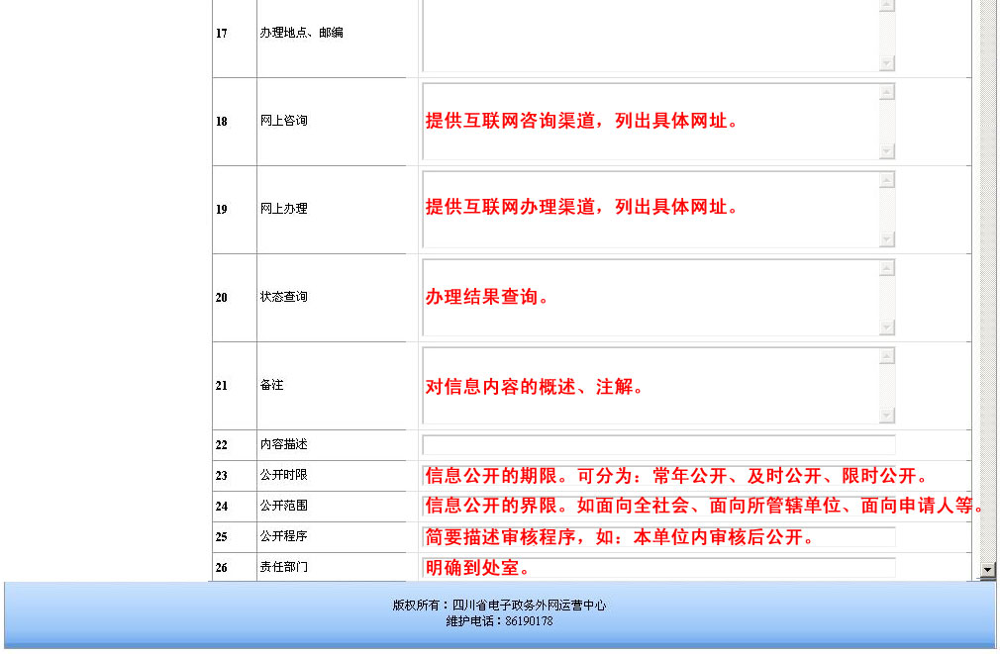 17 办理地点、邮编
18 网上咨询 提供互联网咨询渠道，列出具体网址。
19 网上办理 提供互联网办理渠道，列出具体网址。
20 状态查询 办理结果查询。
21 备注 对信息内容的概述、注解。
22 内容描述
23 公开时限 信息公开的期限。可分为：常年公开、及时公开、限时公开。
24 公开范围 信息公开的界限。如面向全社会、面向所管辖单位、面向申请人等。
25 公开程序 简要描述审核程序，如：本单位内审核后公开。
26 责任部门 明确到处室。
版权所有：四川省电子政务外网运营中心
维护电话：86190178